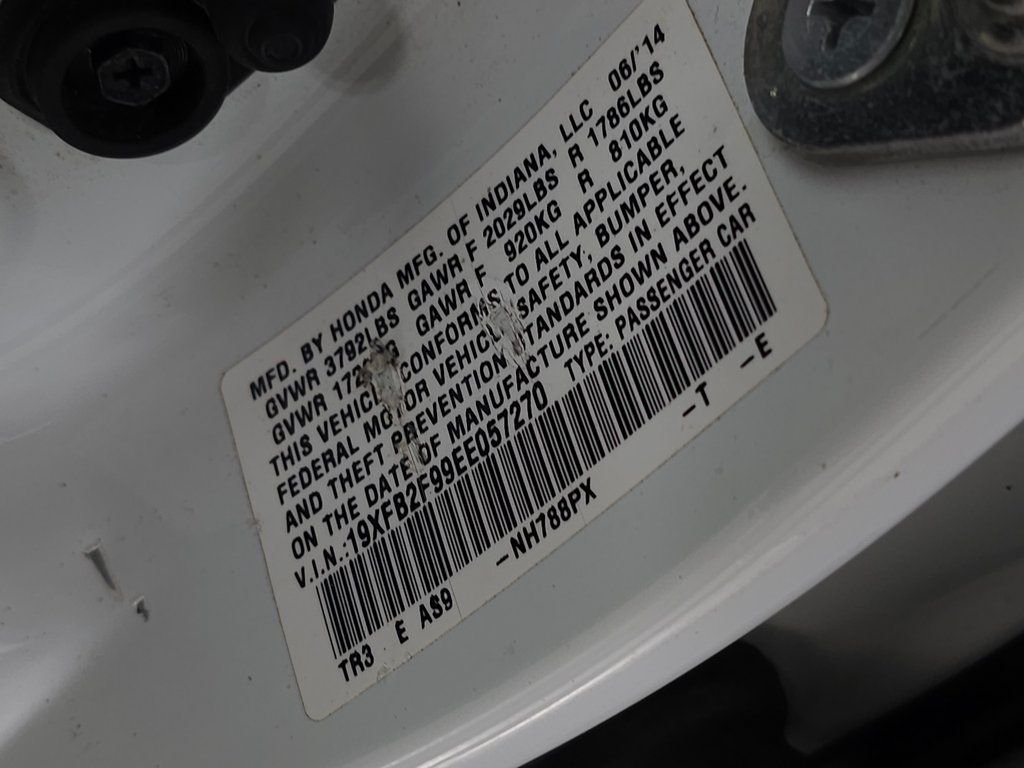 MFD. BY HONDA MFG. OF INDIANA, LLC 06/'14
GVWR 3792LBS GAWR F 2029LBS R 1786LBS
GVWR GAWR F 920KG R 810KG
THIS VEHICLE CONFORMS TO ALL APPLICABLE
FEDERAL MOTOR VEHICLE SAFETY, BUMPER,
AND THEFT PREVENTION STANDARDS IN EFFECT
ON THE DATE OF MANUFACTURE SHOWN ABOVE.
V.I.N.:19XFB2F99EE057270 TYPE: PASSENGER CAR
TR3 E AS9 -NH788PX -T -E